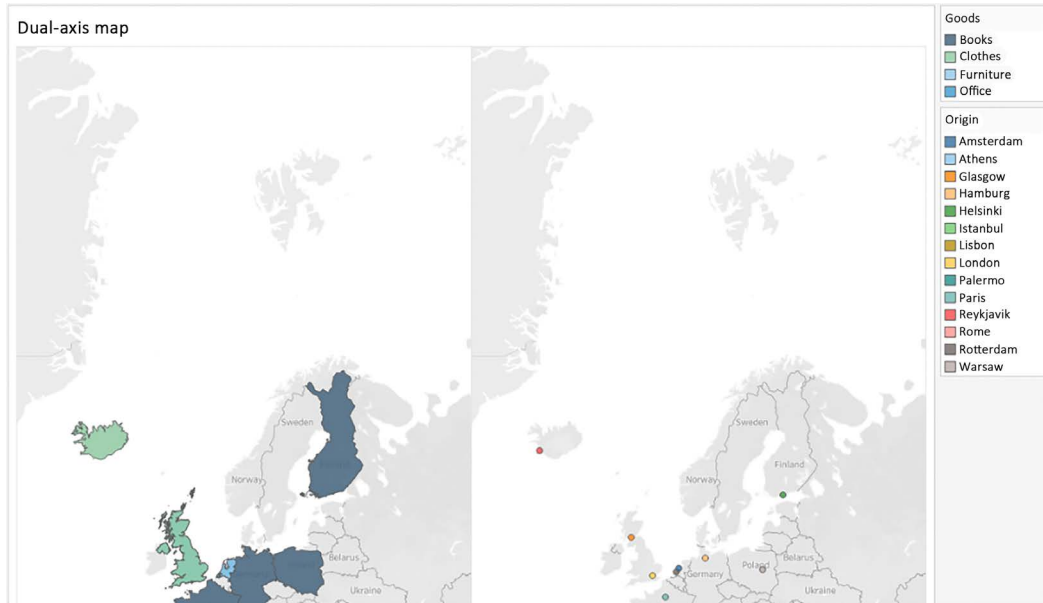 Dual-axis map
Goods
Books
Clothes
Furniture
Office
Origin
Amsterdam
Athens
Glasgow
Hamburg
Helsinki
Istanbul
Lisbon
London
Palermo
Paris
Reykjavik
Rome
Rotterdam
Warsaw
Sweden
Norway
Belarus
Ukraine
Sweden
Finland
Norway
Belarus
Poland
Germany
Ukraine